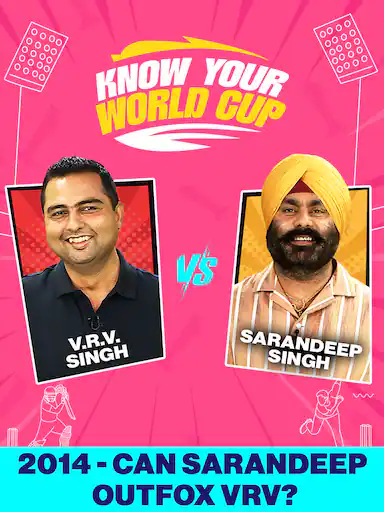 KNOW YOUR
WORLD CUP
V.R.V.
SINGH
VS
SARANDEEP
SINGH
2014 - CAN SARANDEEP
OUTFOX VRV?